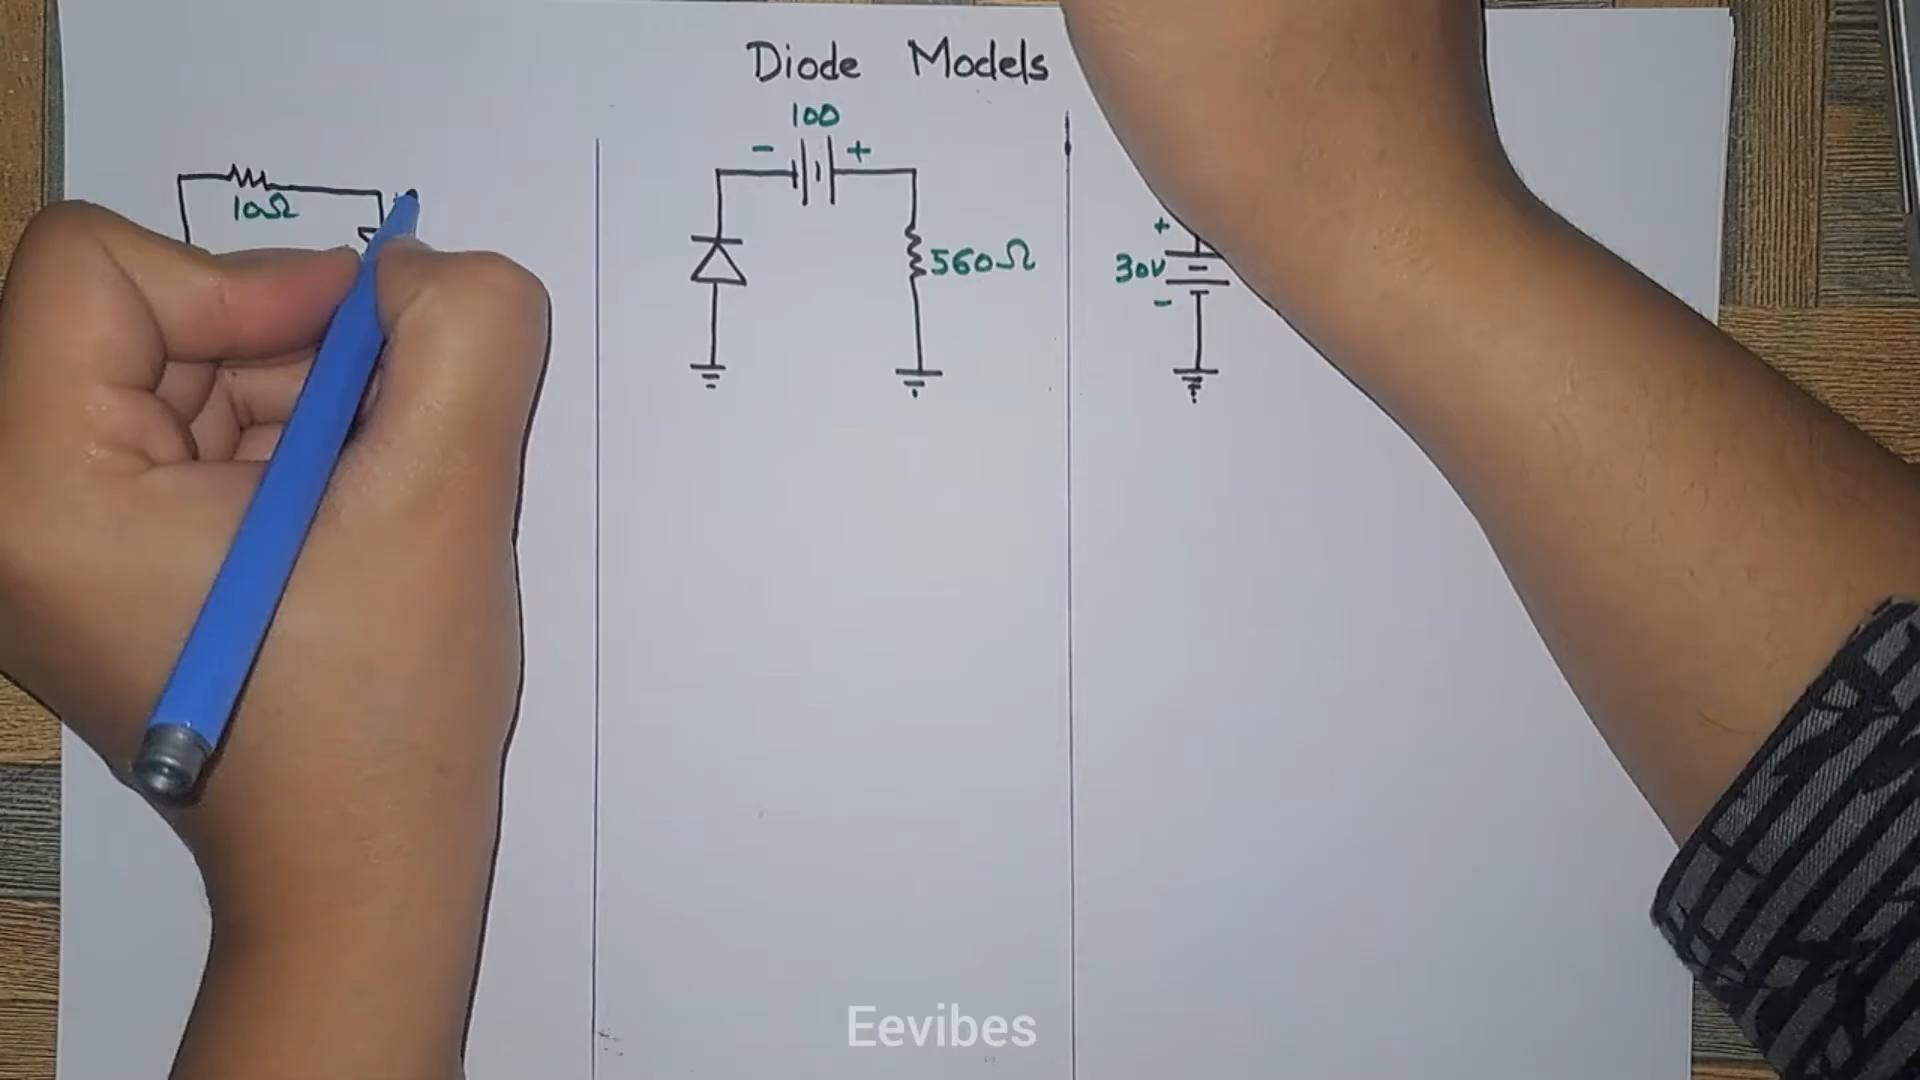 Diode Models
100
- +
10Ω
560Ω
+
30V
-
Eevibes